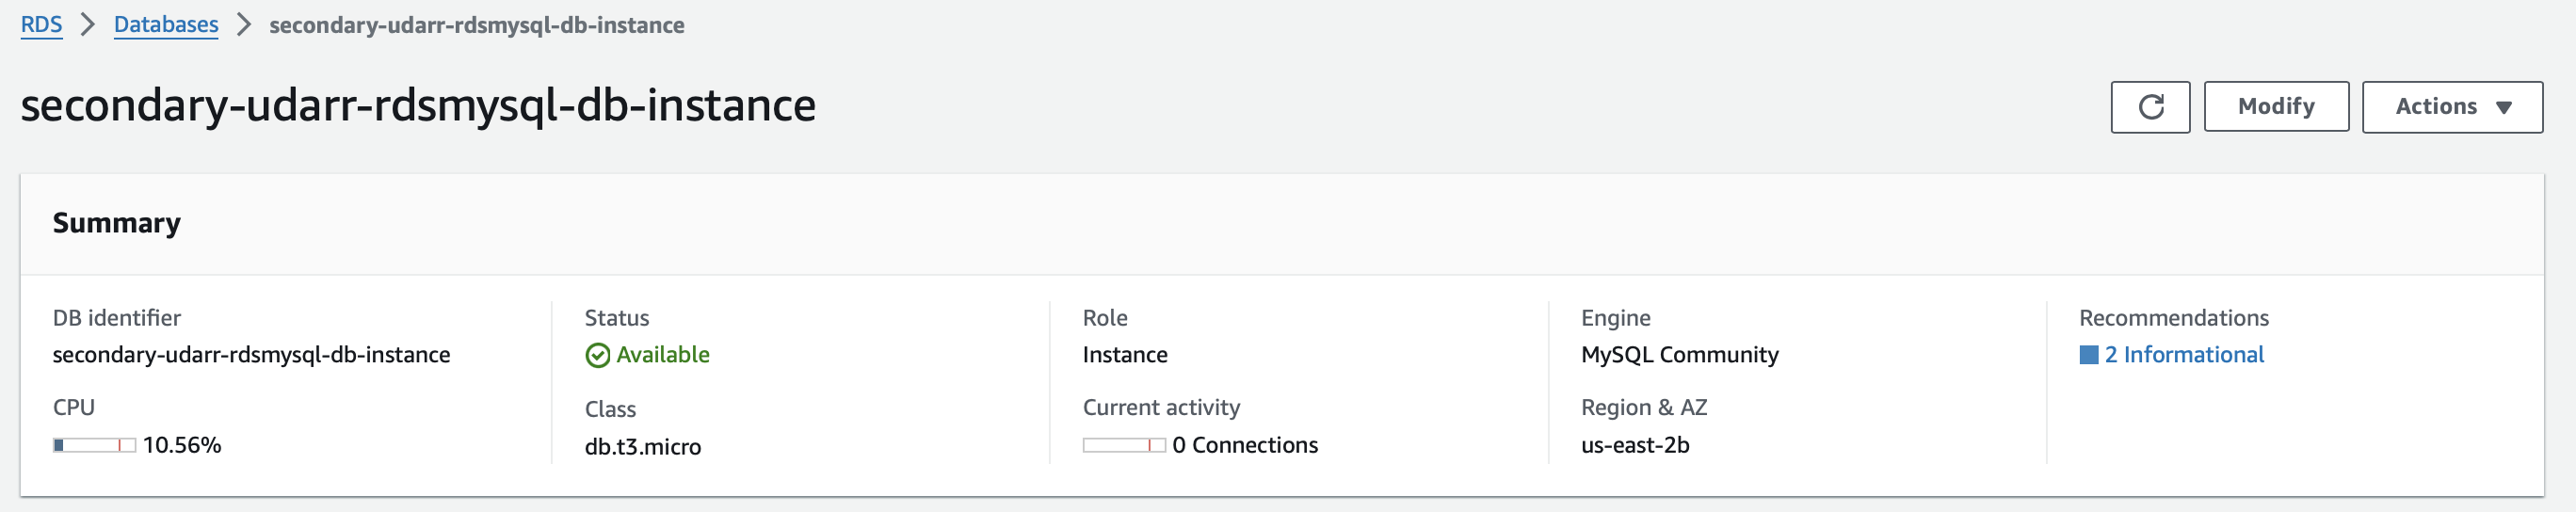 RDS > Databases > secondary-udarr-rdsmysql-db-instance
secondary-udarr-rdsmysql-db-instance
Modify
Actions
Summary
DB identifier
secondary-udarr-rdsmysql-db-instance
CPU
10.56%
Status
Available
Class
db.t3.micro
Role
Instance
Current activity
0 Connections
Engine
MySQL Community
Region & AZ
us-east-2b
Recommendations
2 Informational